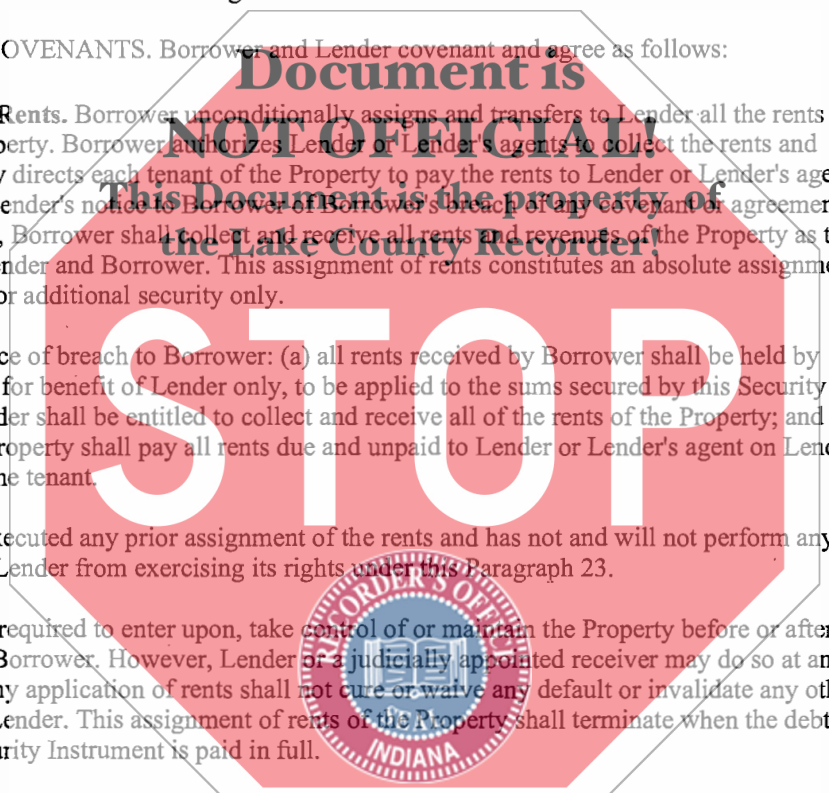 OVENANTS. Borrower and Lender covenant and agree as follows:
Document is
Rents. Borrower unconditionally assigns and transfers to Lender all the rents
NOT OFFICIAL!
perty. Borrower authorizes Lender or Lender's agents to collect the rents and
y directs each tenant of the Property to pay the rents to Lender or Lender's age
This Document is the property of
ender's notice to Borrower of Borrower's breach of any covenant or agreemen
the Lake County Recorder!
, Borrower shall collect and receive all rents and revenues of the Property as t
nder and Borrower. This assignment of rents constitutes an absolute assignme
or additional security only.
STOP
ce of breach to Borrower: (a) all rents received by Borrower shall be held by
for benefit of Lender only, to be applied to the sums secured by this Security
der shall be entitled to collect and receive all of the rents of the Property; and
roperty shall pay all rents due and unpaid to Lender or Lender's agent on Lend
he tenant.
ecuted any prior assignment of the rents and has not and will not perform any
Lender from exercising its rights under this Paragraph 23.
RECORDER'S OFFICE
required to enter upon, take control of or maintain the Property before or after
Borrower. However, Lender or a judicially appointed receiver may do so at an
ny application of rents shall not cure or waive any default or invalidate any oth
Lender. This assignment of rents of the Property shall terminate when the debt
SEAL
urity Instrument is paid in full.
INDIANA